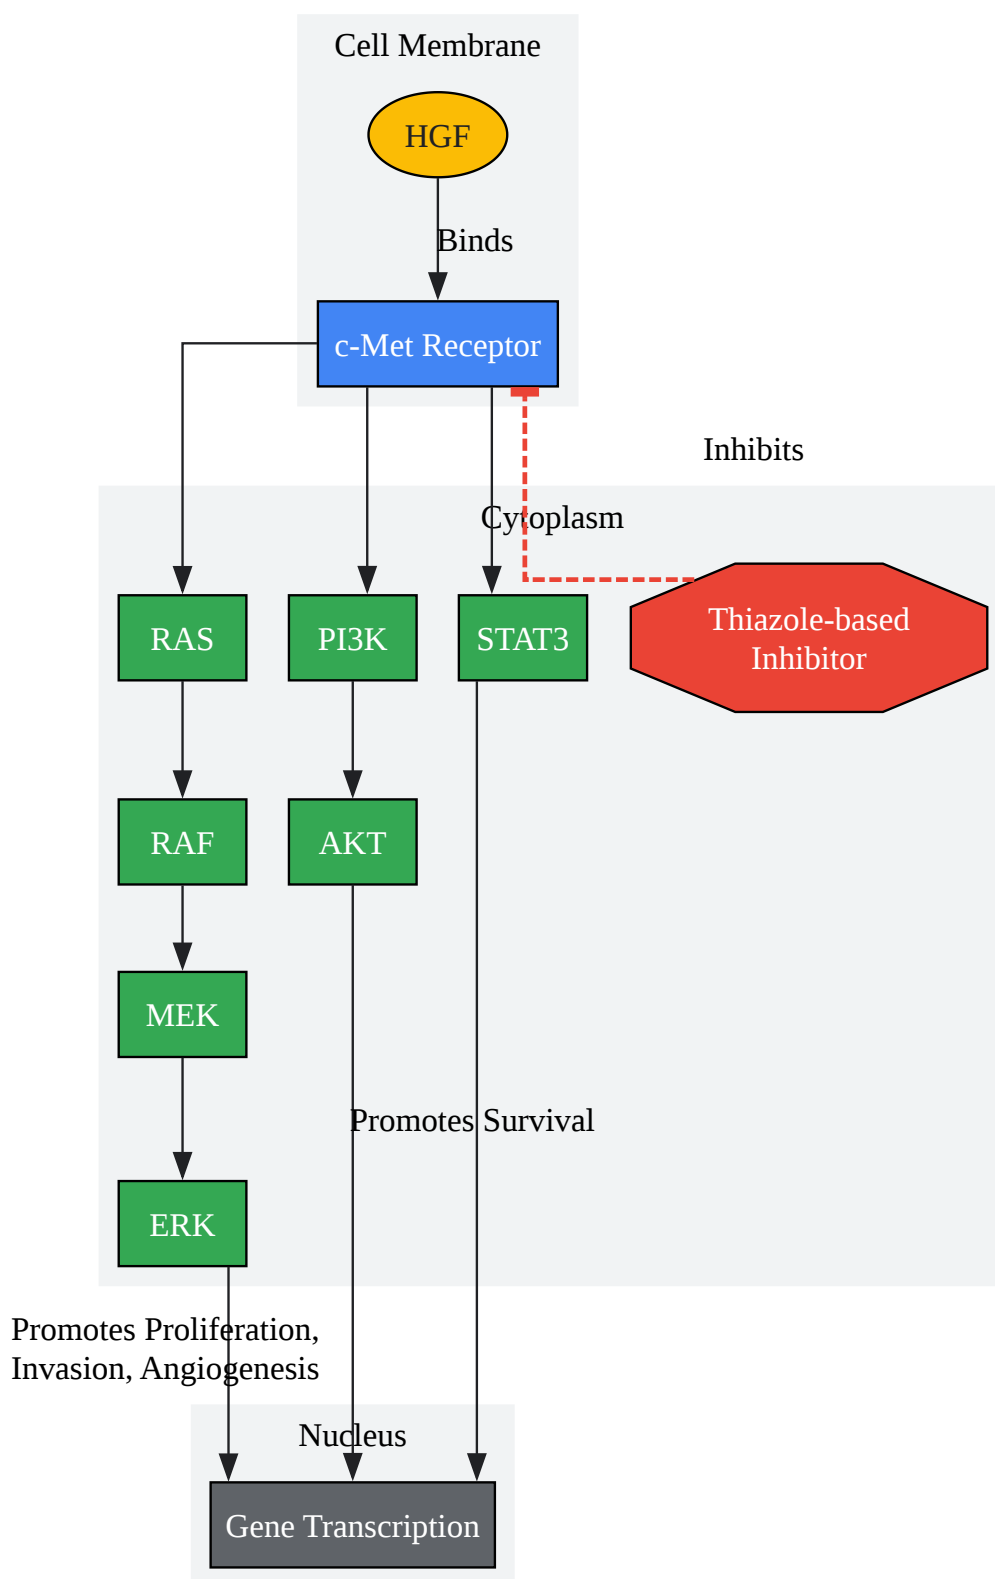 Cell Membrane
HGF
Binds
c-Met Receptor
Inhibits
Cytoplasm
RAS
PI3K
STAT3
Thiazole-based
Inhibitor
RAF
AKT
MEK
Promotes Survival
ERK
Promotes Proliferation,
Invasion, Angiogenesis
Nucleus
Gene Transcription